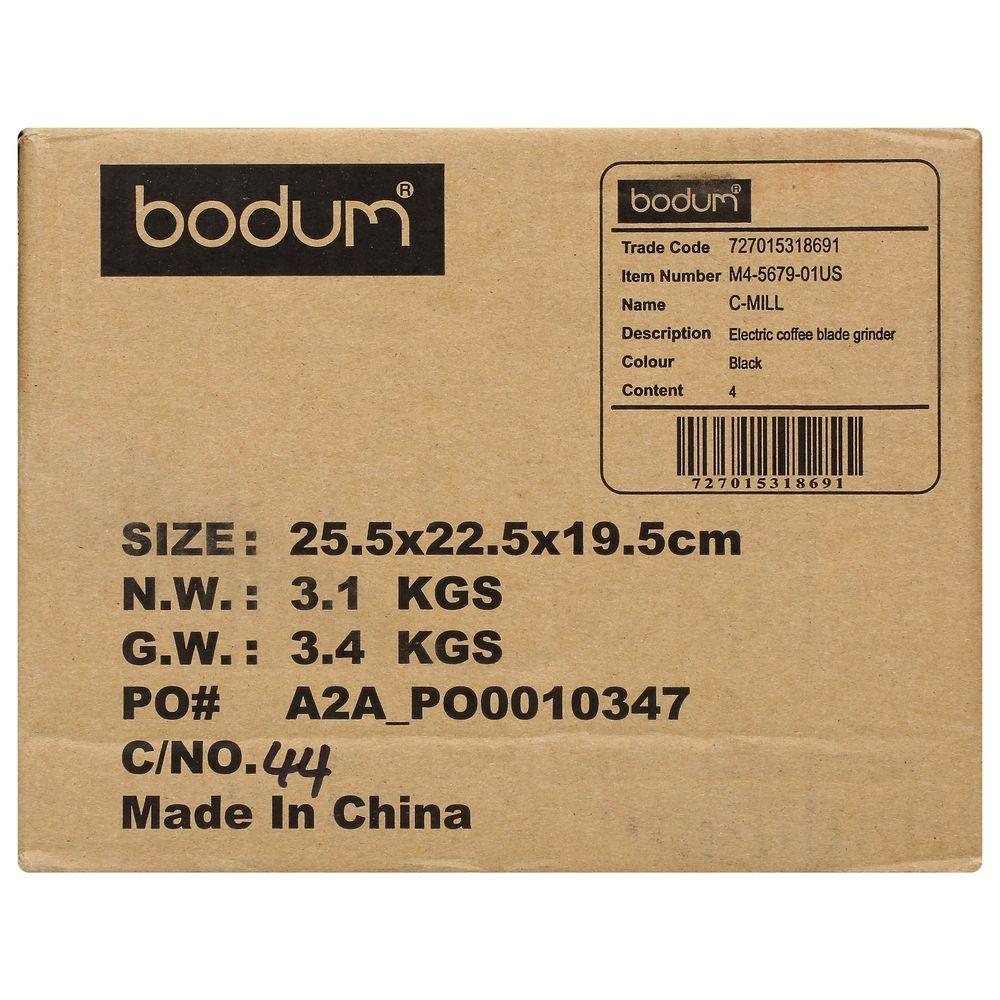 bodum®
bodum®
Trade Code 727015318691
Item Number M4-5679-01US
Name C-MILL
Description Electric coffee blade grinder
Colour Black
Content 4
727015318691
SIZE: 25.5x22.5x19.5cm
N.W.: 3.1 KGS
G.W.: 3.4 KGS
PO# A2A_PO0010347
C/NO. 44
Made In China